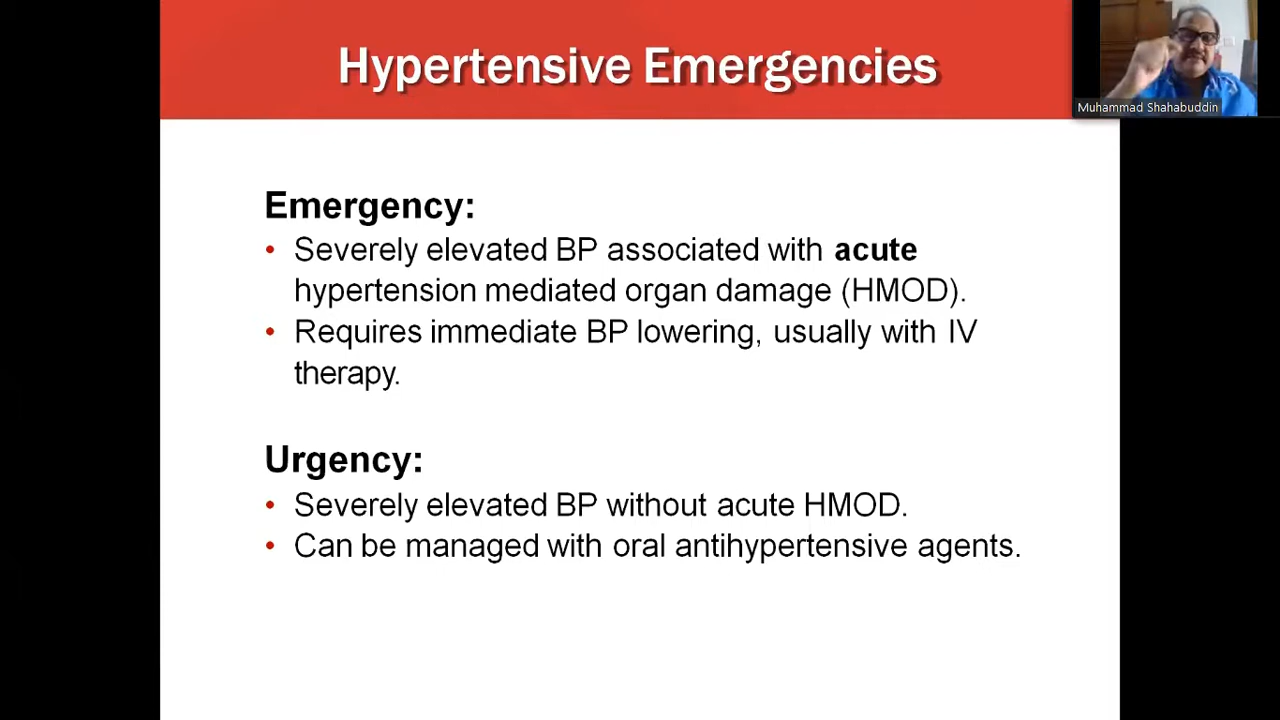 Hypertensive Emergencies
Muhammad Shahabuddin
Emergency:
• Severely elevated BP associated with acute
hypertension mediated organ damage (HMOD).
• Requires immediate BP lowering, usually with IV
therapy.
Urgency:
• Severely elevated BP without acute HMOD.
• Can be managed with oral antihypertensive agents.